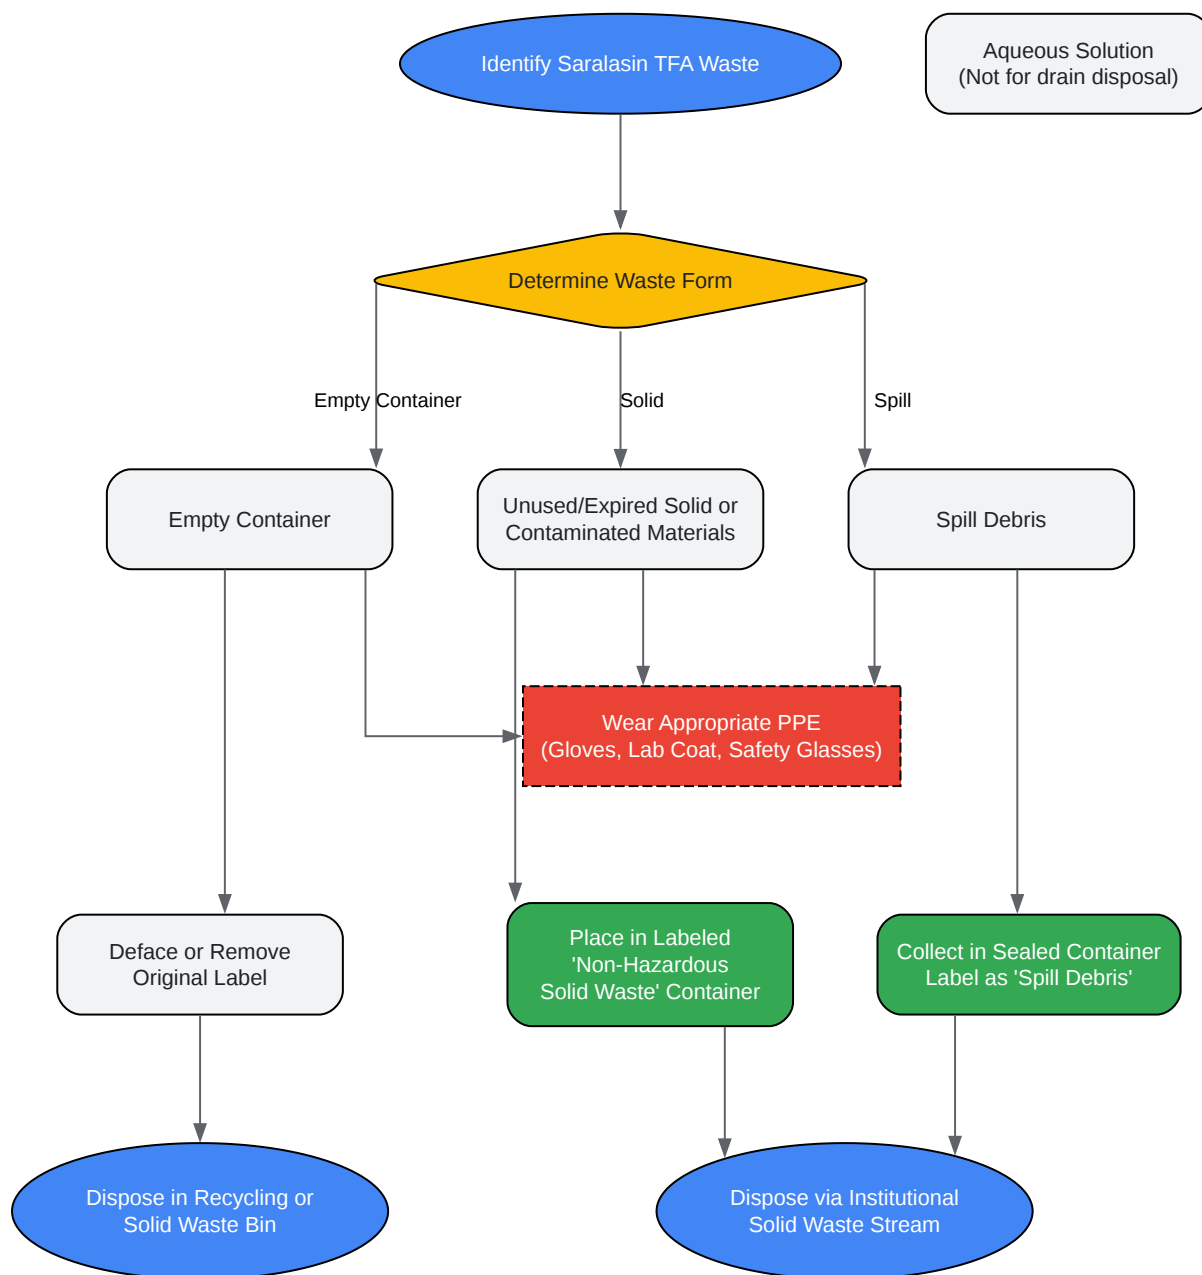 Identify Saralasin TFA Waste
Aqueous Solution
(Not for drain disposal)
Determine Waste Form
Empty Container
Solid
Spill
Empty Container
Unused/Expired Solid or
Contaminated Materials
Spill Debris
Wear Appropriate PPE
(Gloves, Lab Coat, Safety Glasses)
Deface or Remove
Original Label
Place in Labeled
'Non-Hazardous
Solid Waste' Container
Collect in Sealed Container
Label as 'Spill Debris'
Dispose in Recycling or
Solid Waste Bin
Dispose via Institutional
Solid Waste Stream